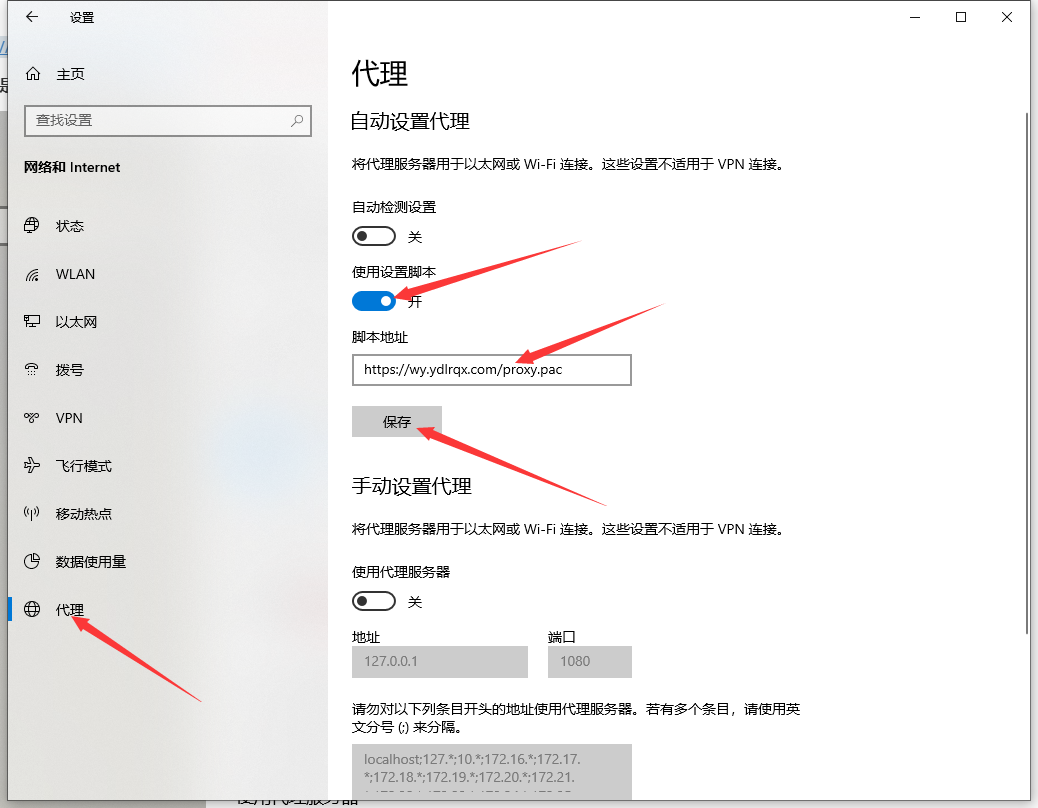 设置
主页
查找设置
网络和 Internet
状态
WLAN
以太网
拨号
VPN
飞行模式
移动热点
数据使用量
代理
代理
自动设置代理
将代理服务器用于以太网或 Wi-Fi 连接。这些设置不适用于 VPN 连接。
自动检测设置
关
使用设置脚本
开
脚本地址
https://wy.ydlrqx.com/proxy.pac
保存
手动设置代理
将代理服务器用于以太网或 Wi-Fi 连接。这些设置不适用于 VPN 连接。
使用代理服务器
关
地址
端口
127.0.0.1
1080
请勿对以下列条目开头的地址使用代理服务器。若有多个条目，请使用英
文分号 (;) 来分隔。
localhost;127.*;10.*;172.16.*;172.17.
*;172.18.*;172.19.*;172.20.*;172.21.